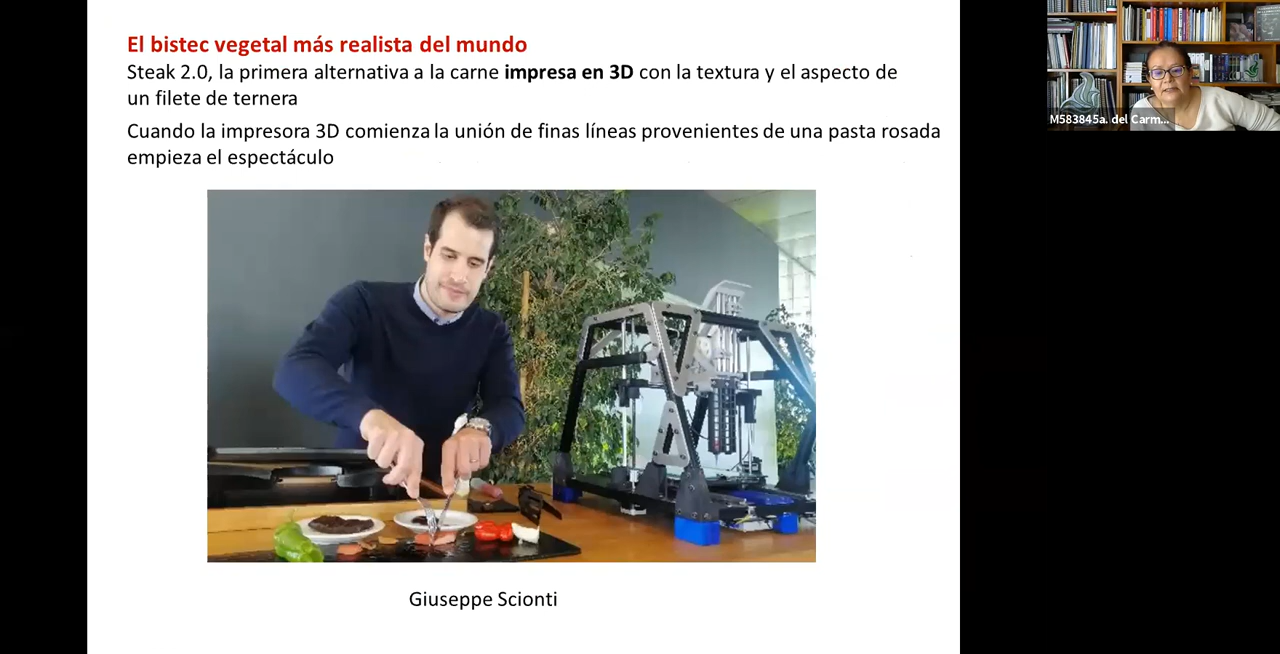 El bistec vegetal más realista del mundo
Steak 2.0, la primera alternativa a la carne impresa en 3D con la textura y el aspecto de
un filete de ternera
Cuando la impresora 3D comienza la unión de finas líneas provenientes de una pasta rosada
empieza el espectáculo
Giuseppe Scionti
M583845a. del Carm...